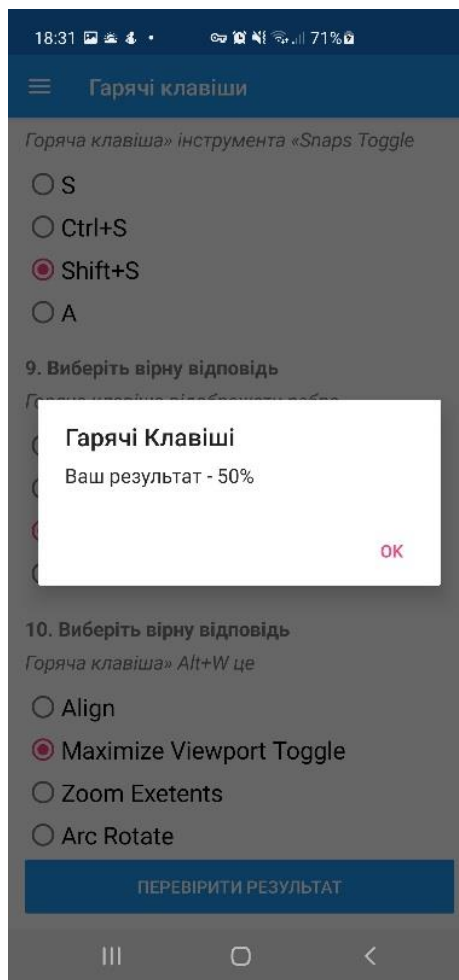 18:31 71%
Гарячі клавіши
Горяча клавіша» інструмента «Snaps Toggle
S
Ctrl+S
Shift+S
A
9. Виберіть вірну відповідь
Гарячі Клавіші
Ваш результат - 50%
OK
10. Виберіть вірну відповідь
Горяча клавіша» Alt+W це
Align
Maximize Viewport Toggle
Zoom Exetents
Arc Rotate
ПЕРЕВІРИТИ РЕЗУЛЬТАТ